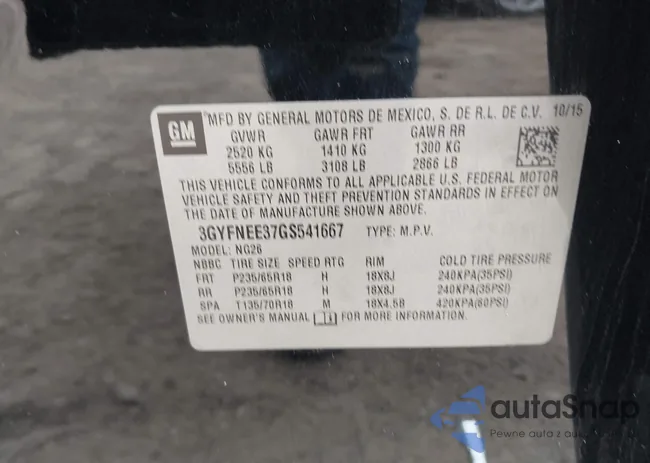 GM
MFD BY GENERAL MOTORS DE MEXICO, S. DE R.L. DE C.V. 10/15
GVWR GAWR FRT GAWR RR
2520 KG 1410 KG 1300 KG
5556 LB 3108 LB 2866 LB
THIS VEHICLE CONFORMS TO ALL APPLICABLE U.S. FEDERAL MOTOR
VEHICLE SAFETY AND THEFT PREVENTION STANDARDS IN EFFECT ON
THE DATE OF MANUFACTURE SHOWN ABOVE.
3GYFNEE37GS541667 TYPE: M.P.V.
MODEL: NG26
NBBC TIRE SIZE SPEED RTG RIM COLD TIRE PRESSURE
FRT P235/65R18 H 18X8J 240KPA(35PSI)
RR P235/65R18 H 18X8J 240KPA(35PSI)
SPA T135/70R18 M 18X4.5B 420KPA(60PSI)
SEE OWNER'S MANUAL FOR MORE INFORMATION.
autaSnap
Pewne auta z au